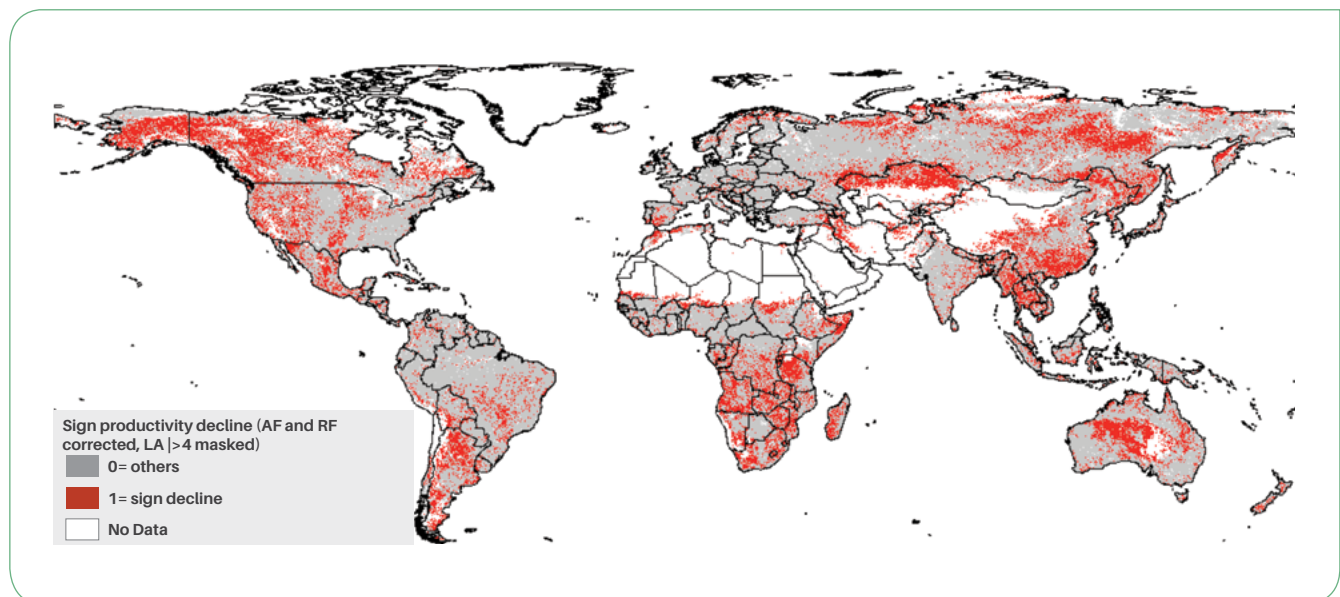 Sign productivity decline (AF and RF
corrected, LA |>4 masked)
0= others
1= sign decline
No Data